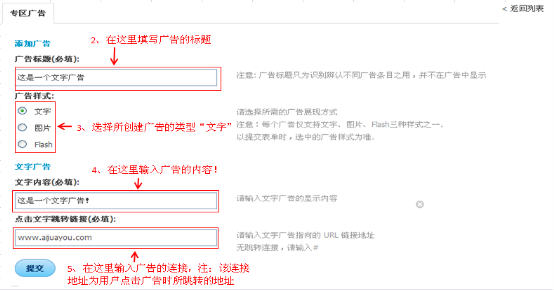 专区广告
< 返回列表
2、在这里填写广告的标题
添加广告
广告标题(必填):
这是一个文字广告
注意: 广告标题只为识别辨认不同广告条目之用，并不在广告中显示
广告样式:
文字
图片
Flash
3、选择所创建广告的类型“文字”
请选择所需的广告展现方式
注意：每个广告仅支持文字、图片、Flash三种样式之一.
以提交表单时，选中的广告样式为准.
文字广告
4、在这里输入广告的内容!
文字内容(必填):
这是一个文字广告!
请输入文字广告的显示内容
点击文字跳转链接(必填):
www.aijuayou.com
请输入文字广告指向的 URL 链接地址
无跳转连接，请输入#
提交
5、在这里输入广告的连接，注：该连接
地址为用户点击广告时所跳转的地址